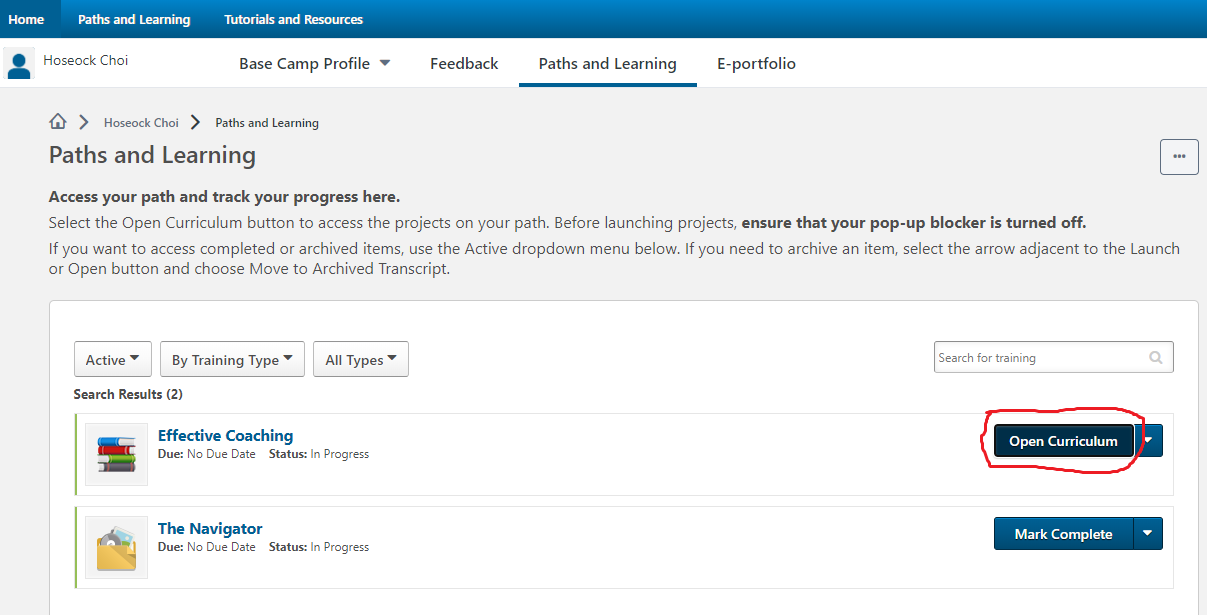 Home Paths and Learning Tutorials and Resources
Hoseock Choi
Base Camp Profile Feedback Paths and Learning E-portfolio
Hoseock Choi Paths and Learning
Paths and Learning
...
Access your path and track your progress here.
Select the Open Curriculum button to access the projects on your path. Before launching projects, ensure that your pop-up blocker is turned off.
If you want to access completed or archived items, use the Active dropdown menu below. If you need to archive an item, select the arrow adjacent to the Launch
or Open button and choose Move to Archived Transcript.
Active By Training Type All Types Search for training
Search Results (2)
Effective Coaching
Due: No Due Date Status: In Progress
Open Curriculum
The Navigator
Due: No Due Date Status: In Progress
Mark Complete